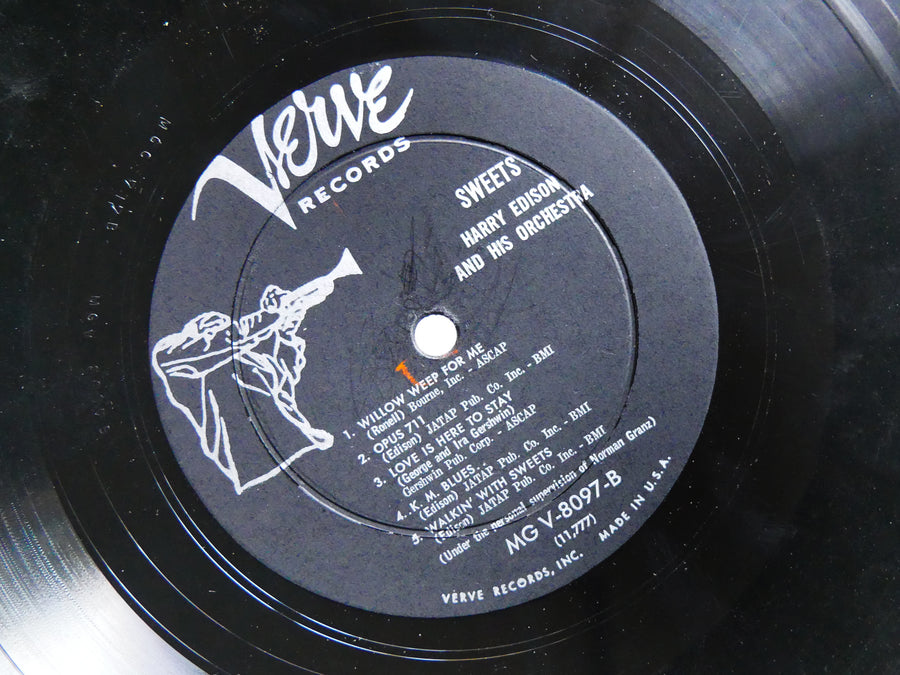 Verve
RECORDS
SWEETS
HARRY EDISON
AND HIS ORCHESTRA
1. WILLOW WEEP FOR ME
(Ronell) Bourne, Inc. - ASCAP
2. OPUS 711
(Edison) JATAP Pub. Co. Inc. - BMI
3. LOVE IS HERE TO STAY
(George and Ira Gershwin)
Gershwin Pub. Corp. - ASCAP
4. K. M. BLUES
(Edison) JATAP Pub. Co. Inc. - BMI
5. WALKIN' WITH SWEETS
(Edison) JATAP Pub. Co. Inc. - BMI
(Under the personal supervision of Norman Granz)
MG V-8097-B
(11,777)
VERVE RECORDS, INC. MADE IN U.S.A.